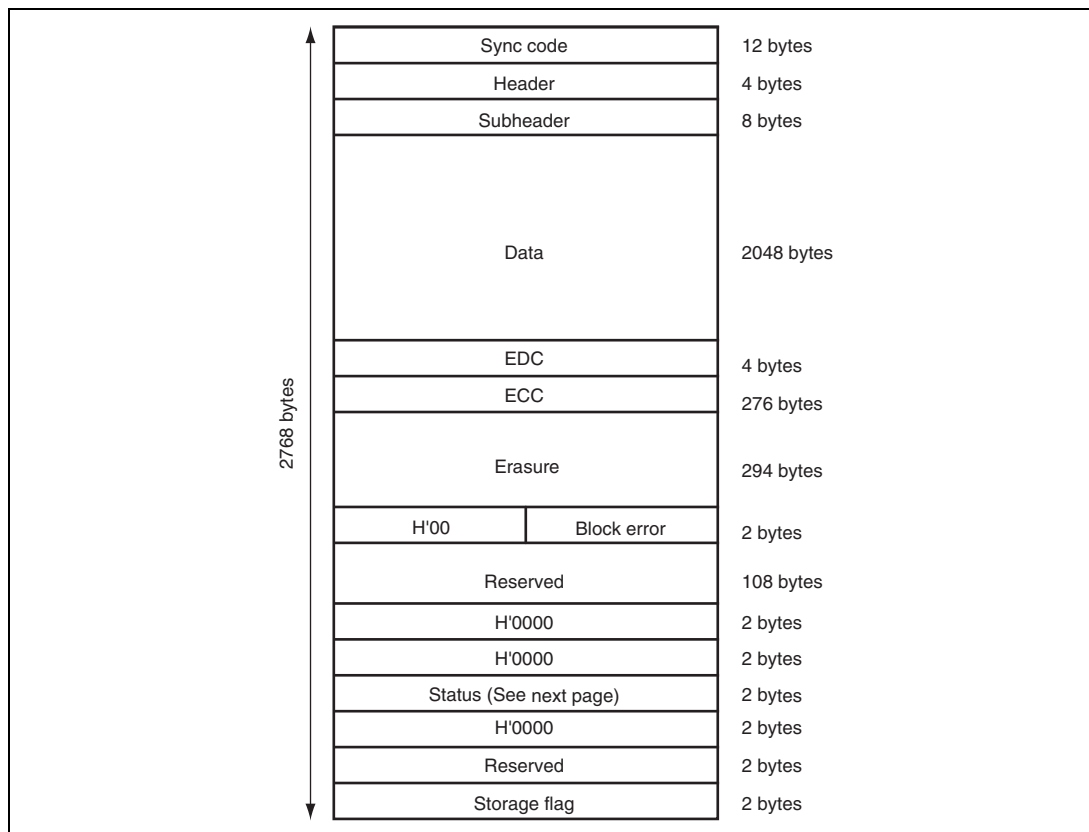 Sync code 12 bytes
Header 4 bytes
Subheader 8 bytes
Data 2048 bytes
EDC 4 bytes
ECC 276 bytes
2768 bytes
Erasure 294 bytes
H'00 Block error 2 bytes
Reserved 108 bytes
H'0000 2 bytes
H'0000 2 bytes
Status (See next page) 2 bytes
H'0000 2 bytes
Reserved 2 bytes
Storage flag 2 bytes